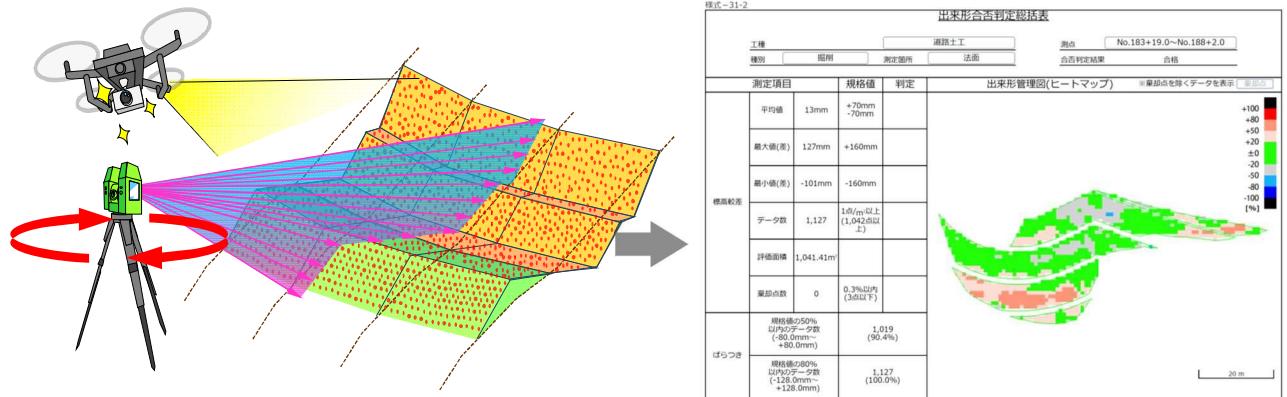 様式－31-2
出来形合否判定総括表
工種 道路土工 測点 No.183+19.0～No.188+2.0
種別 掘削 測定箇所 法面 合否判定結果 合格
測定項目 規格値 判定 出来形管理図(ヒートマップ) ※棄却点を除くデータを表示 棄却点
標高較差
平均値 13mm +70mm
-70mm
最大値(差) 127mm +160mm
最小値(差) -101mm -160mm
データ数 1,127 1点/㎡以上
(1,042点以
上)
評価面積 1,041.41㎡
棄却点数 0 0.3%以内
(3点以下)
ばらつき
規格値の50%
以内のデータ数
(-80.0mm～
+80.0mm)
1,019
(90.4%)
規格値の80%
以内のデータ数
(-128.0mm～
+128.0mm)
1,127
(100.0%)
+100
+80
+50
+20
±0
-20
-50
-80
-100
[%]
20 m